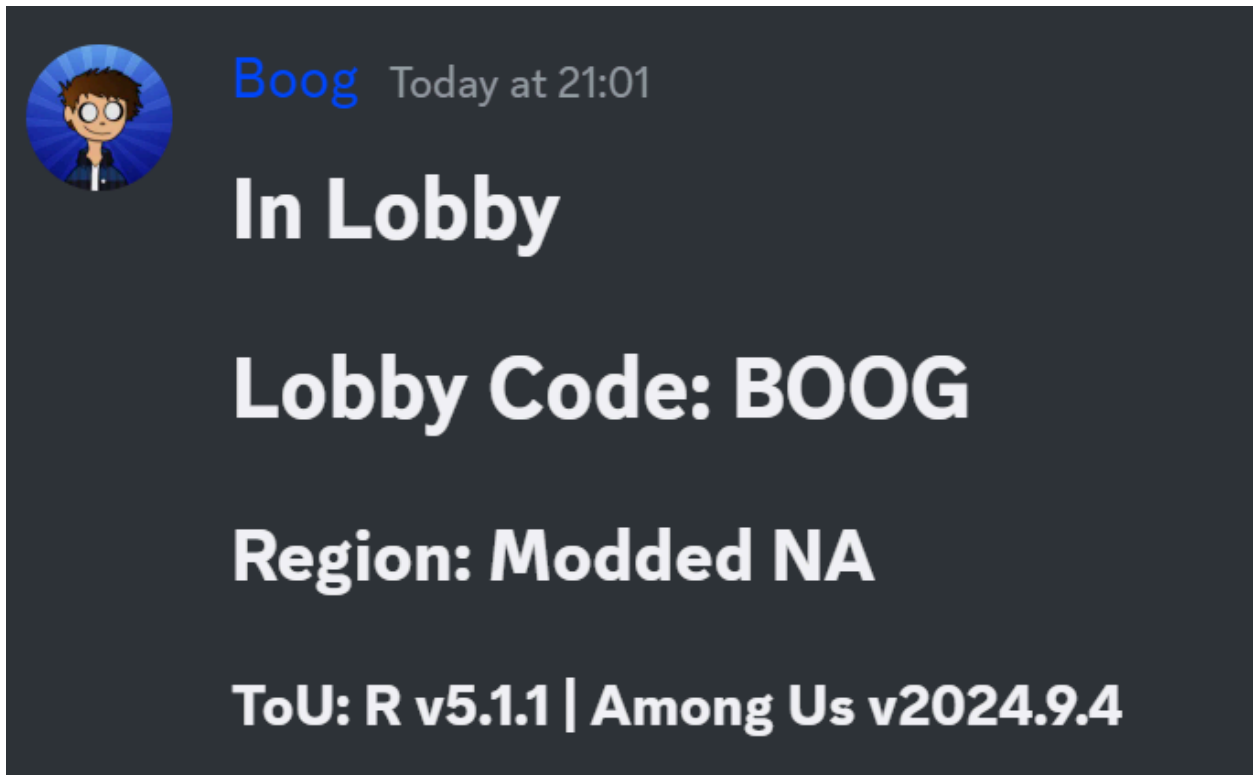 Boog Today at 21:01
In Lobby
Lobby Code: BOOG
Region: Modded NA
ToU: R v5.1.1 | Among Us v2024.9.4